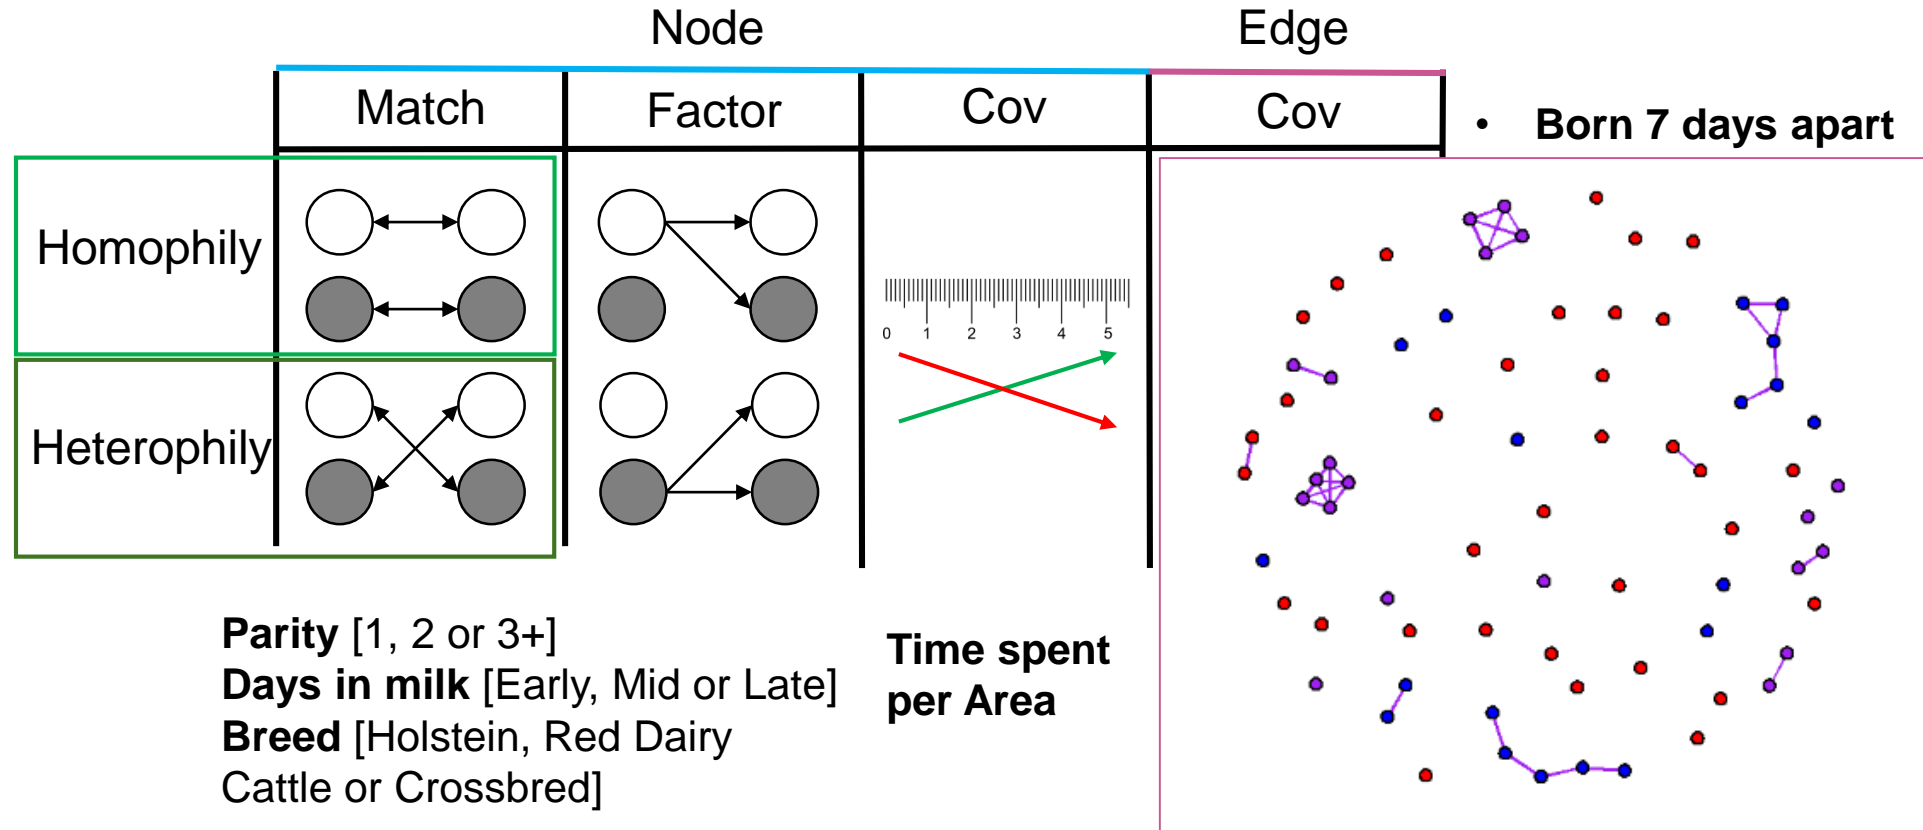 Node
Edge
Match
Factor
Cov
Cov
• Born 7 days apart
Homophily
0 1 2 3 4 5
Heterophily
Parity [1, 2 or 3+]
Days in milk [Early, Mid or Late]
Breed [Holstein, Red Dairy
Cattle or Crossbred]
Time spent
per Area